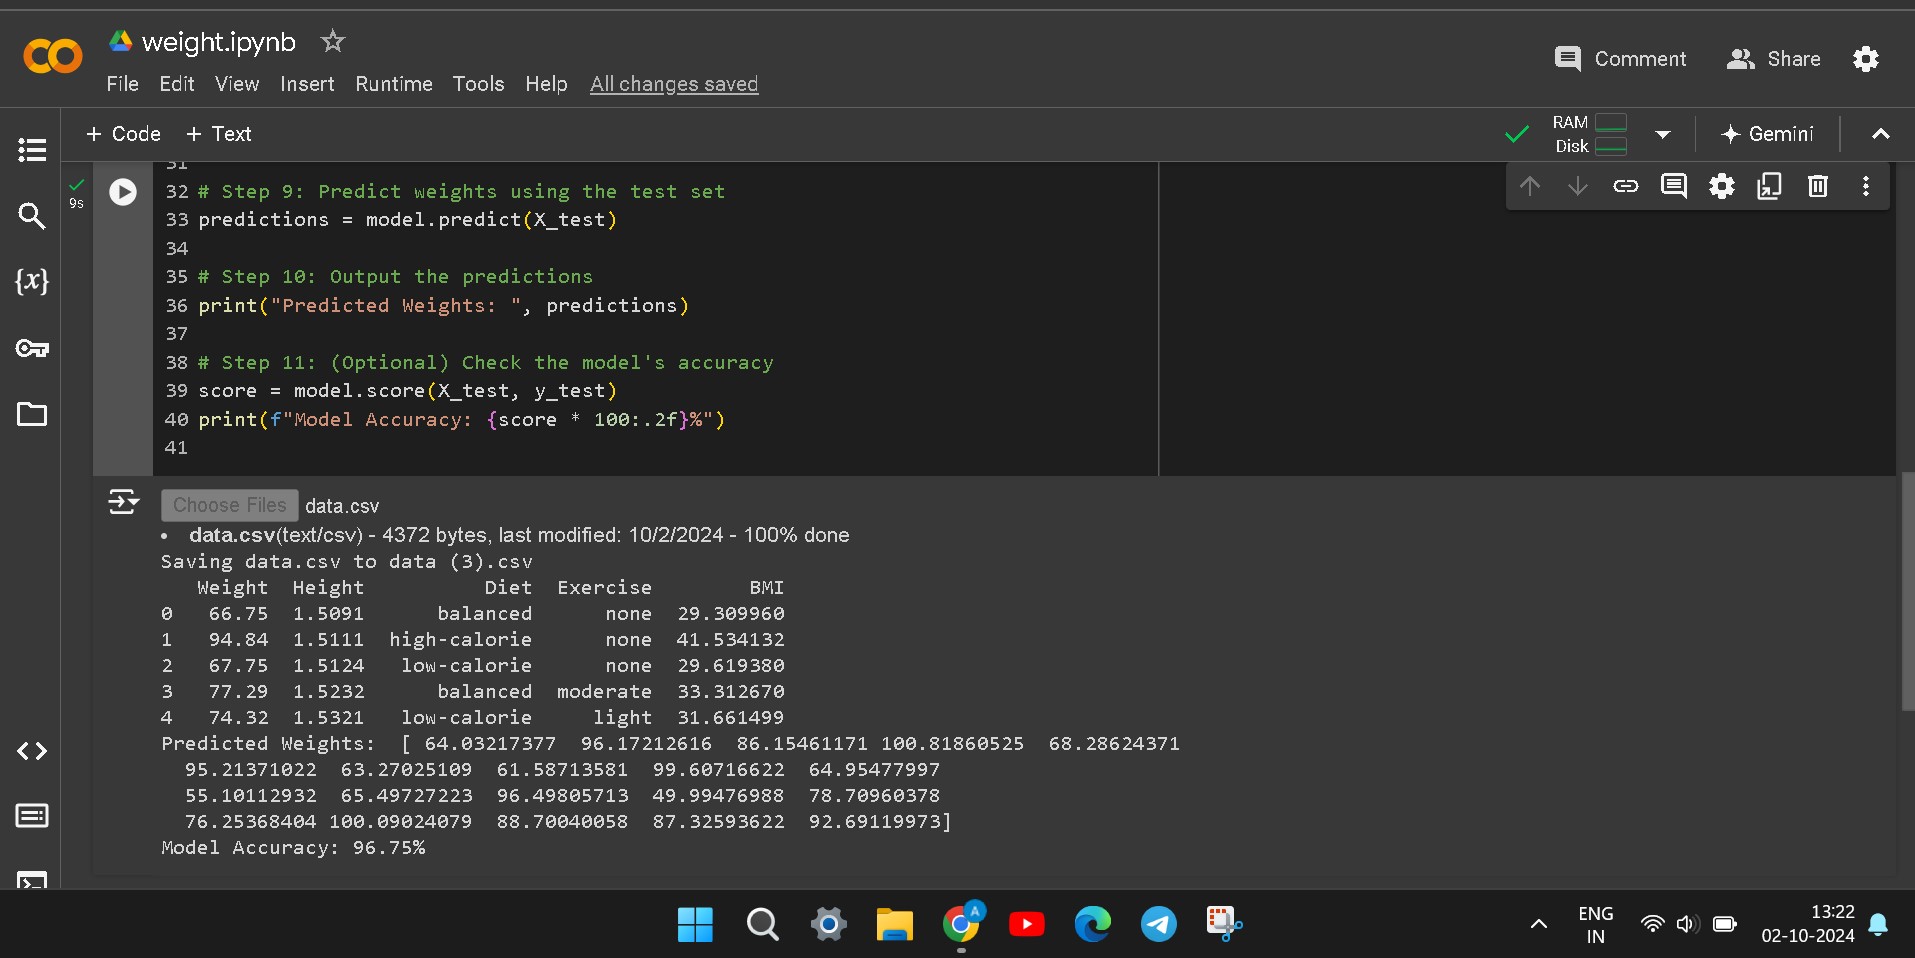 weight.ipynb
File Edit View Insert Runtime Tools Help All changes saved
Comment Share
+ Code + Text
RAM
Disk
Gemini
9s
31
32 # Step 9: Predict weights using the test set
33 predictions = model.predict(X_test)
34
35 # Step 10: Output the predictions
36 print("Predicted Weights: ", predictions)
37
38 # Step 11: (Optional) Check the model's accuracy
39 score = model.score(X_test, y_test)
40 print(f"Model Accuracy: {score * 100:.2f}%")
41
Choose Files data.csv
• data.csv(text/csv) - 4372 bytes, last modified: 10/2/2024 - 100% done
Saving data.csv to data (3).csv
Weight Height Diet Exercise BMI
0 66.75 1.5091 balanced none 29.309960
1 94.84 1.5111 high-calorie none 41.534132
2 67.75 1.5124 low-calorie none 29.619380
3 77.29 1.5232 balanced moderate 33.312670
4 74.32 1.5321 low-calorie light 31.661499
Predicted Weights: [ 64.03217377 96.17212616 86.15461171 100.81860525 68.28624371
95.21371022 63.27025109 61.58713581 99.60716622 64.95477997
55.10112932 65.49727223 96.49805713 49.99476988 78.70960378
76.25368404 100.09024079 88.70040058 87.32593622 92.69119973]
Model Accuracy: 96.75%
A
ENG
IN
13:22
02-10-2024